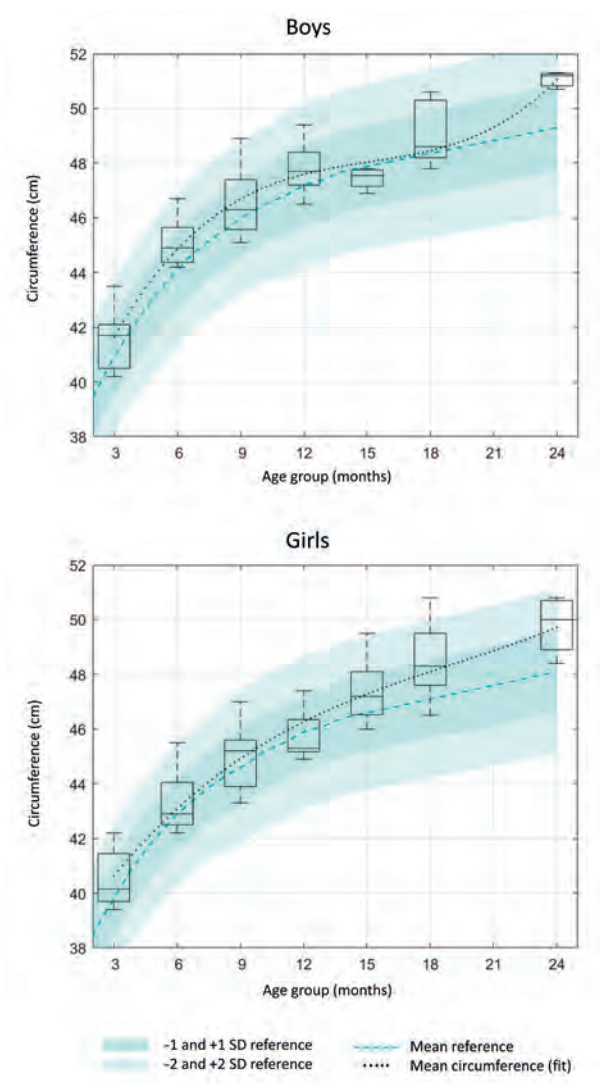 Boys
52
50
48
46
44
42
40
38
Circumference (cm)
3 6 9 12 15 18 21 24
Age group (months)
Girls
52
50
48
46
44
42
40
38
Circumference (cm)
3 6 9 12 15 18 21 24
Age group (months)
-1 and +1 SD reference
-2 and +2 SD reference
Mean reference
Mean circumference (fit)